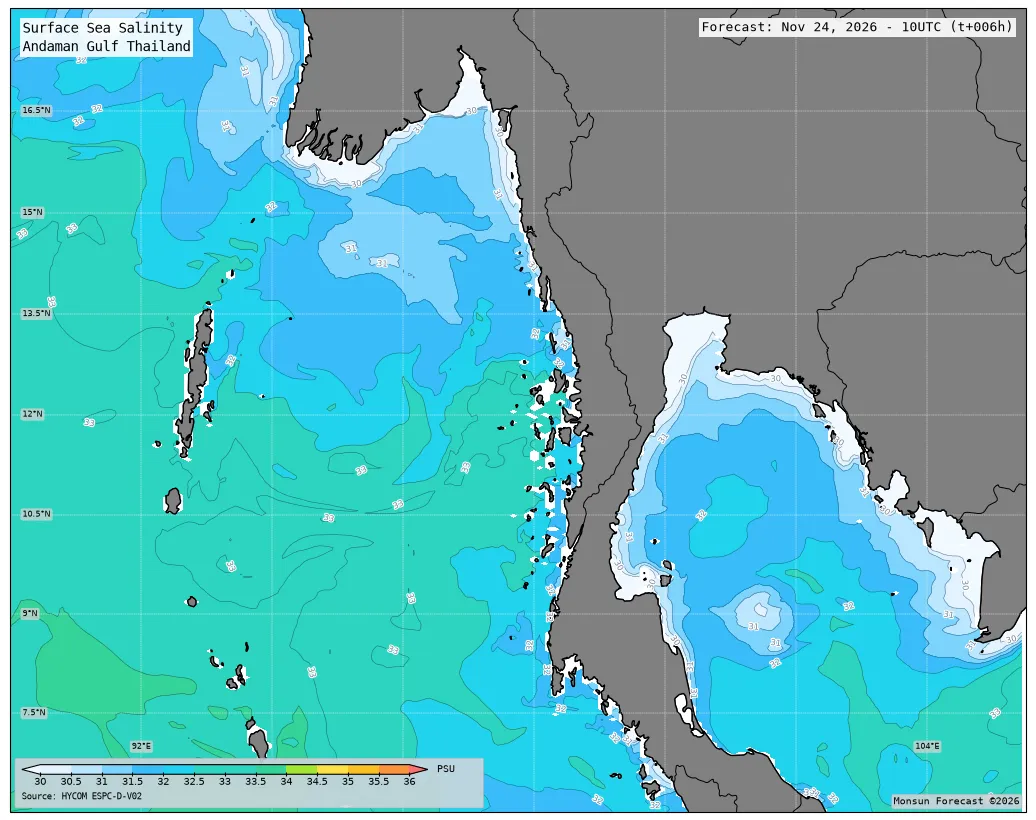 Surface Sea Salinity
Andaman Gulf Thailand
Forecast: Nov 24, 2026 - 10UTC (t+006h)
16.5°N
15°N
13.5°N
12°N
10.5°N
9°N
7.5°N
92°E
104°E
30 30.5 31 31.5 32 32.5 33 33.5 34 34.5 35 35.5 36 PSU
Source: HYCOM ESPC-D-V02
Monsun Forecast ©2026